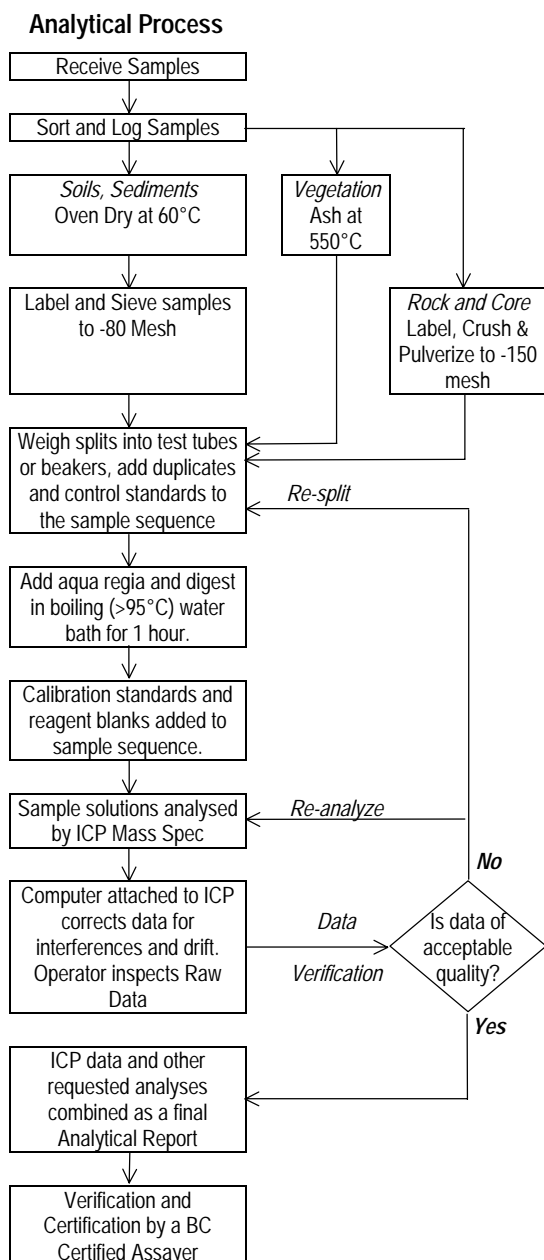 Analytical Process
Receive Samples
Sort and Log Samples
Soils, Sediments
Oven Dry at 60°C
Vegetation
Ash at
550°C
Label and Sieve samples
to -80 Mesh
Rock and Core
Label, Crush &
Pulverize to -150
mesh
Weigh splits into test tubes
or beakers, add duplicates
and control standards to
the sample sequence
Re-split
Add aqua regia and digest
in boiling (>95°C) water
bath for 1 hour.
Calibration standards and
reagent blanks added to
sample sequence.
Sample solutions analysed
by ICP Mass Spec
Re-analyze
No
Computer attached to ICP
corrects data for
interferences and drift.
Operator inspects Raw
Data
Data
Verification
Is data of
acceptable
quality?
Yes
ICP data and other
requested analyses
combined as a final
Analytical Report
Verification and
Certification by a BC
Certified Assayer